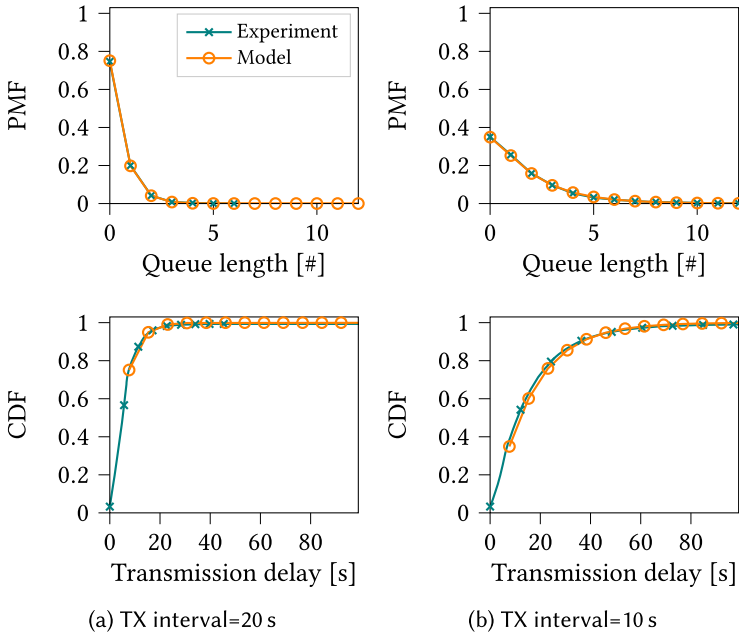 1
0.8
0.6
0.4
0.2
0
PMF
0 5 10
Queue length [#]
Experiment
Model
1
0.8
0.6
0.4
0.2
0
PMF
0 5 10
Queue length [#]
1
0.8
0.6
0.4
0.2
0
CDF
0 20 40 60 80
Transmission delay [s]
(a) TX interval=20 s
1
0.8
0.6
0.4
0.2
0
CDF
0 20 40 60 80
Transmission delay [s]
(b) TX interval=10 s